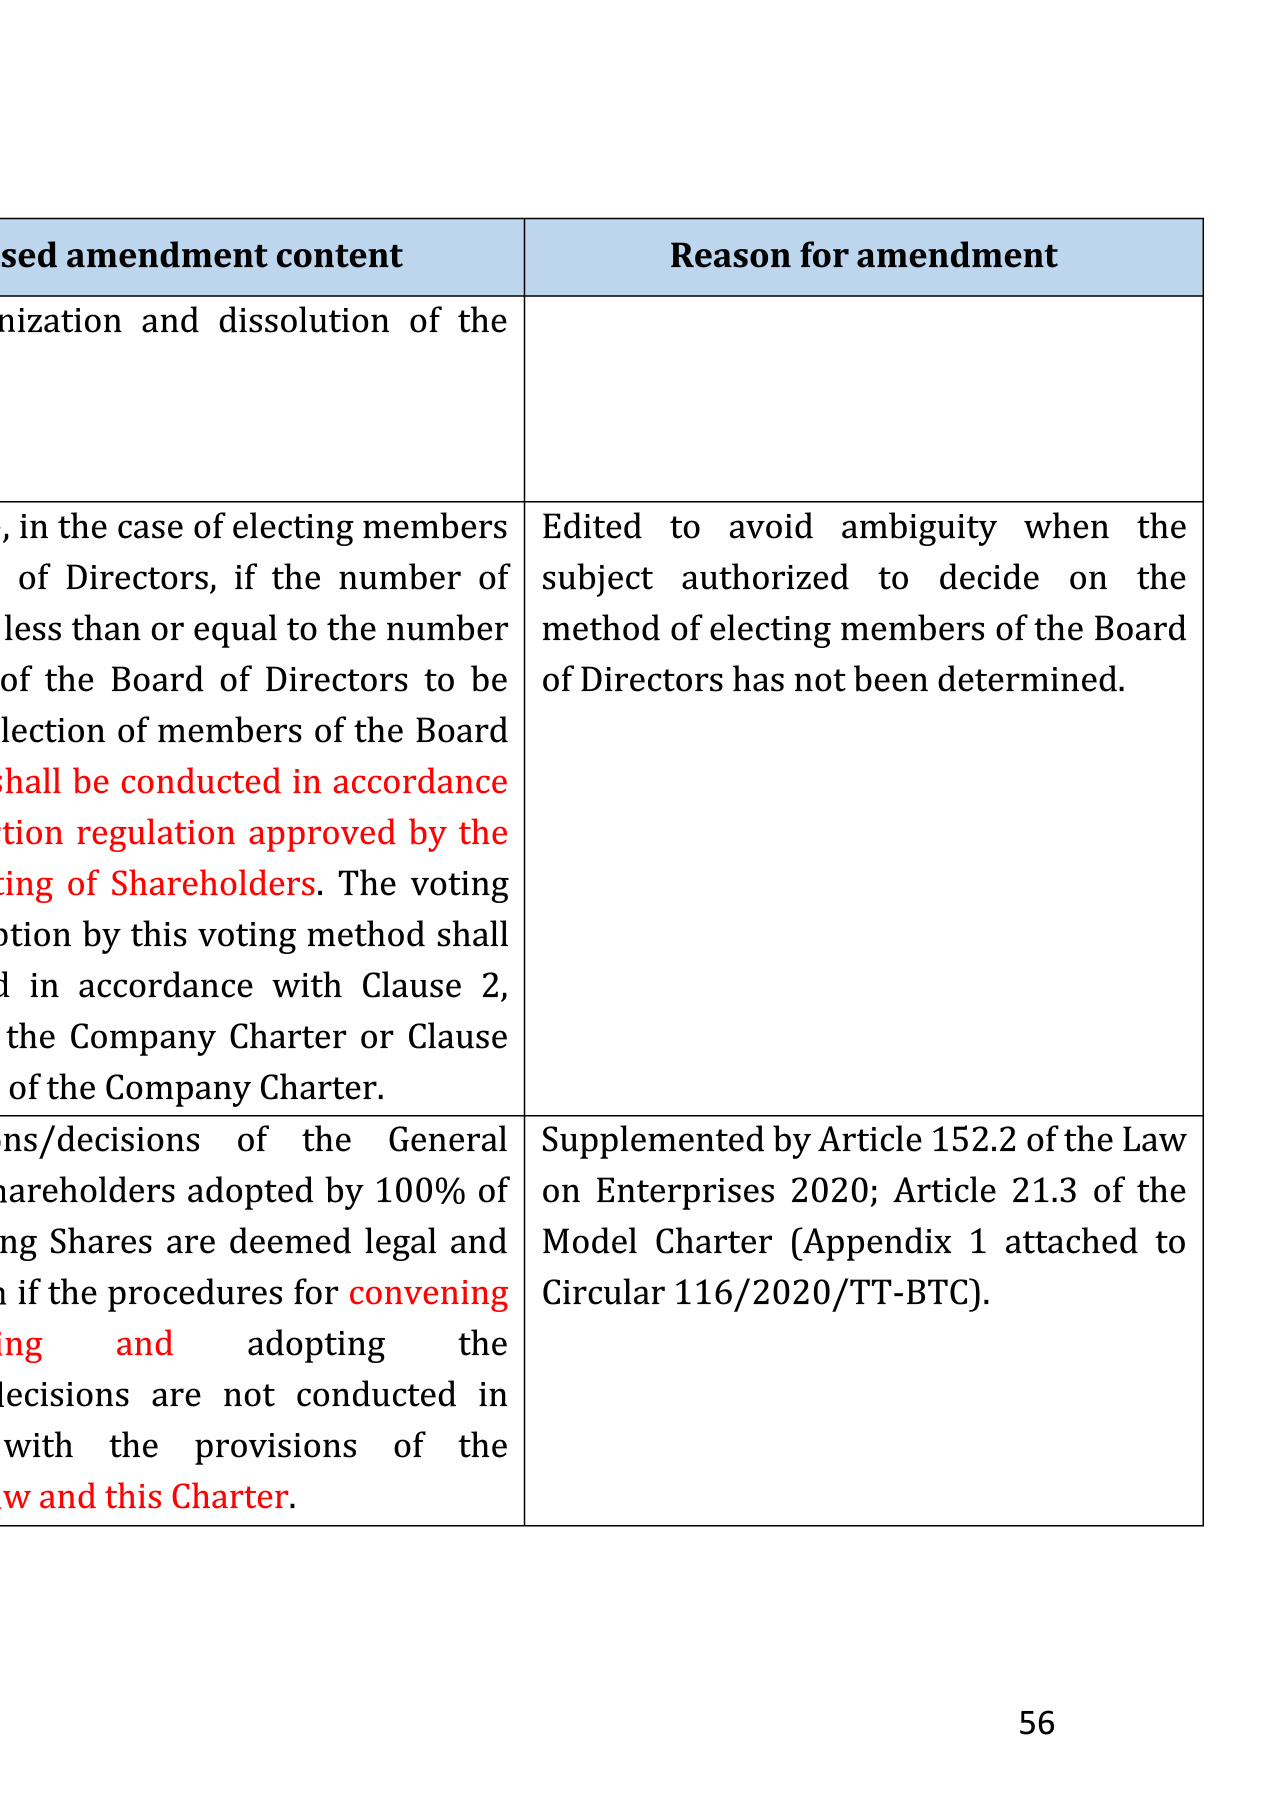 sed amendment content
Reason for amendment
nization and dissolution of the
, in the case of electing members
of Directors, if the number of
less than or equal to the number
of the Board of Directors to be
lection of members of the Board
shall be conducted in accordance
tion regulation approved by the
ting of Shareholders. The voting
ption by this voting method shall
d in accordance with Clause 2,
the Company Charter or Clause
of the Company Charter.
Edited to avoid ambiguity when the
subject authorized to decide on the
method of electing members of the Board
of Directors has not been determined.
ons/decisions of the General
hareholders adopted by 100% of
ng Shares are deemed legal and
n if the procedures for convening
ing and adopting the
decisions are not conducted in
with the provisions of the
aw and this Charter.
Supplemented by Article 152.2 of the Law
on Enterprises 2020; Article 21.3 of the
Model Charter (Appendix 1 attached to
Circular 116/2020/TT-BTC).
56